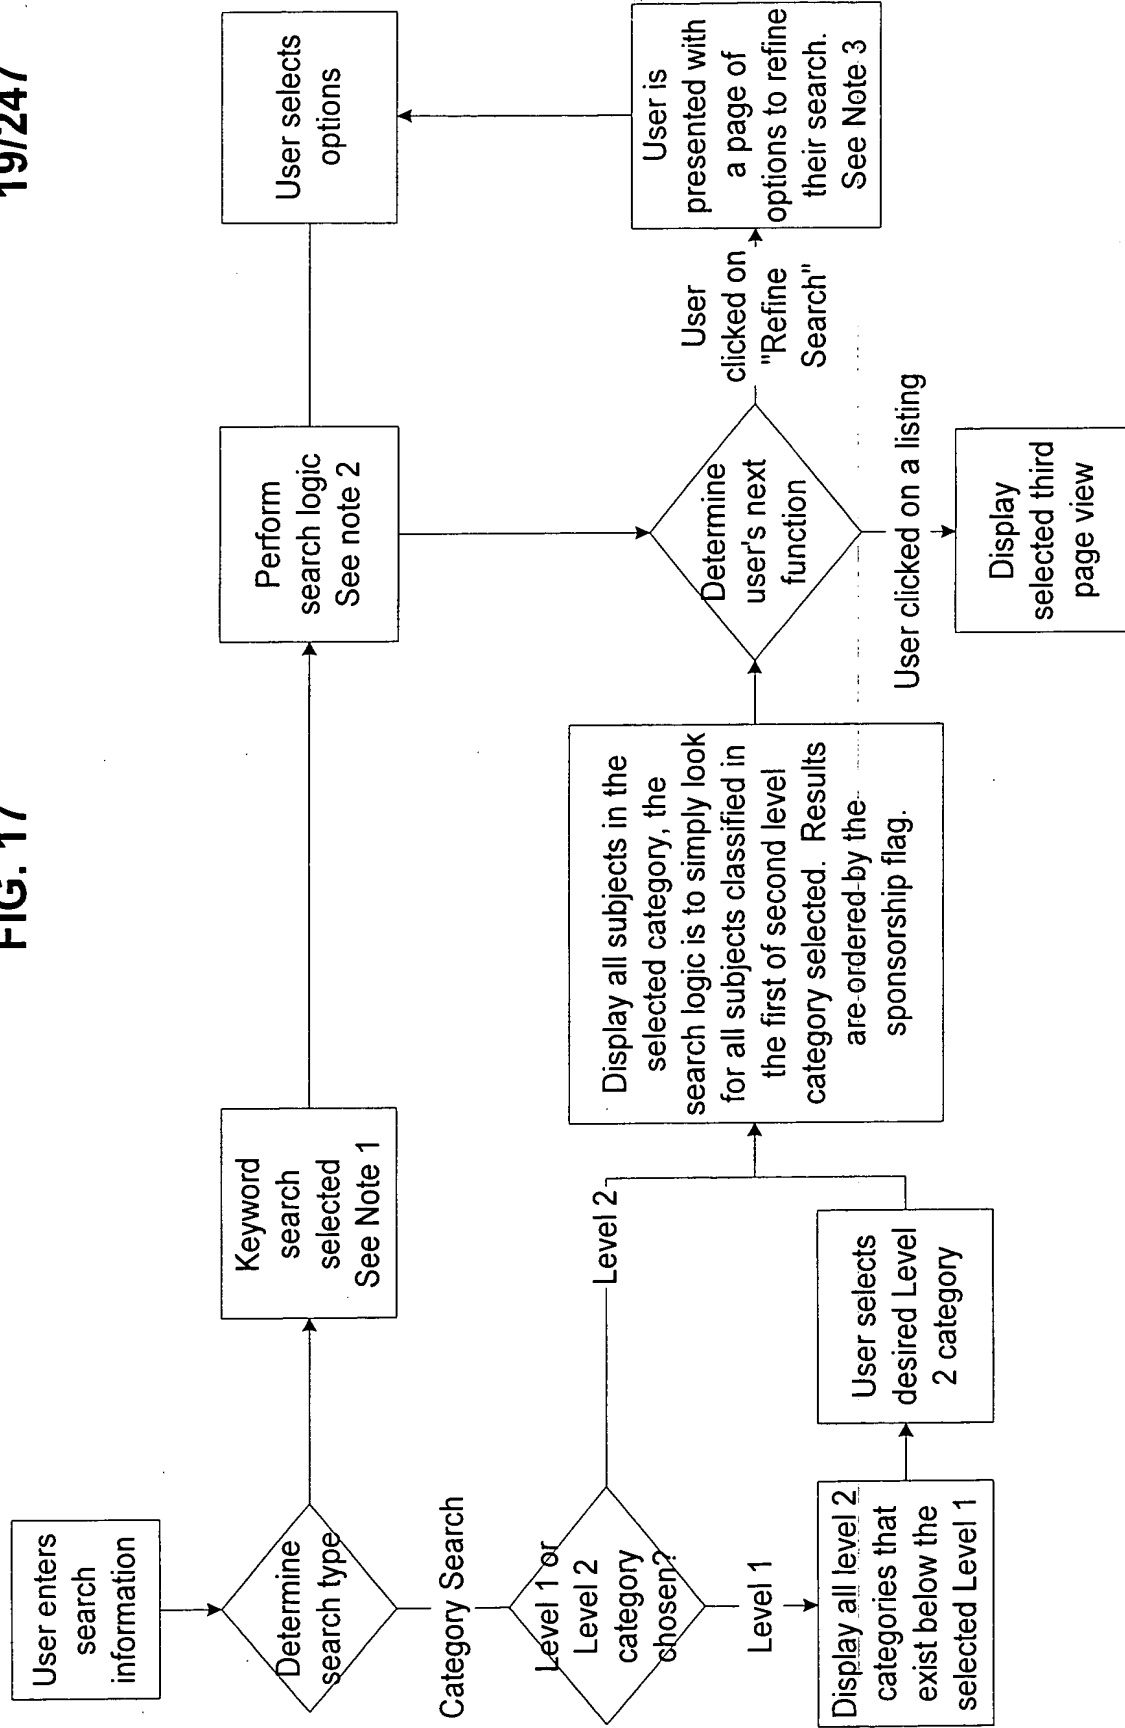 19/247
FIG. 17
User enters
search
information
Determine
search type
Keyword
search
selected
See Note 1
Perform
search logic
See note 2
User selects
options
Category Search
Level 1 or
Level 2
category
chosen?
Level 2
Level 1
Display all level 2
categories that
exist below the
selected Level 1
User selects
desired Level
2 category
Display all subjects in the
selected category, the
search logic is to simply look
for all subjects classified in
the first of second level
category selected. Results
are ordered by the
sponsorship flag.
Determine
user's next
function
User
clicked on
"Refine
Search"
User is
presented with
a page of
options to refine
their search.
See Note 3
User clicked on a listing
Display
selected third
page view